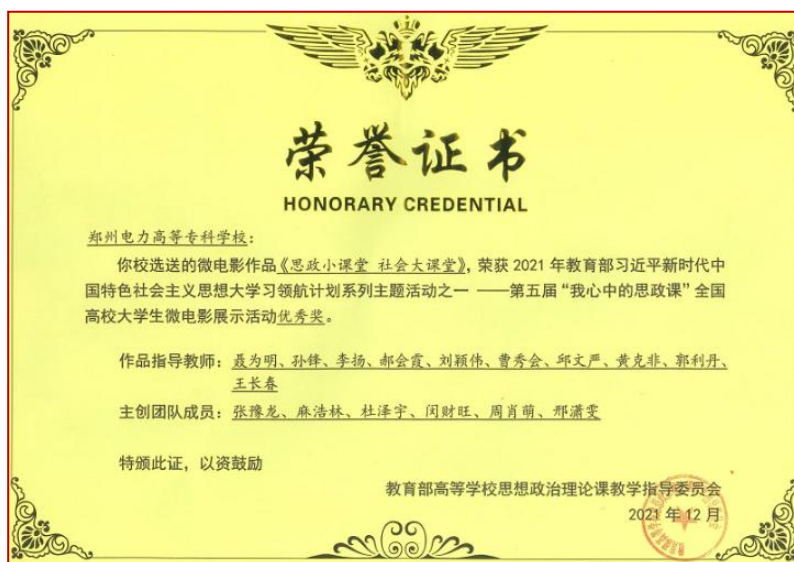 荣誉证书
HONORARY CREDENTIAL
郑州电力高等专科学校：
你校选送的微电影作品《思政小课堂 社会大课堂》，荣获 2021 年教育部习近平新时代中
国特色社会主义思想大学习领航计划系列主题活动之一 ——第五届“我心中的思政课”全国
高校大学生微电影展示活动优秀奖。
作品指导教师：聂为明、孙锋、李扬、郝会霞、刘颖伟、曹秀会、邱文严、黄克非、郭利丹、
王长春
主创团队成员：张豫龙、麻浩林、杜泽宇、闵财旺、周肖萌、邢潇雯
特颁此证，以资鼓励
教育部高等学校思想政治理论课教学指导委员会
2021 年 12 月